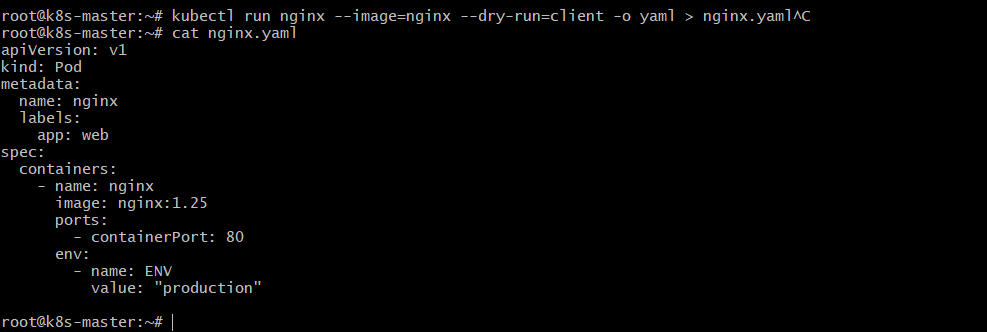 root@k8s-master:~# kubectl run nginx --image=nginx --dry-run=client -o yaml > nginx.yaml^C
root@k8s-master:~# cat nginx.yaml
apiVersion: v1
kind: Pod
metadata:
  name: nginx
  labels:
    app: web
spec:
  containers:
    - name: nginx
      image: nginx:1.25
      ports:
        - containerPort: 80
      env:
        - name: ENV
          value: "production"

root@k8s-master:~#